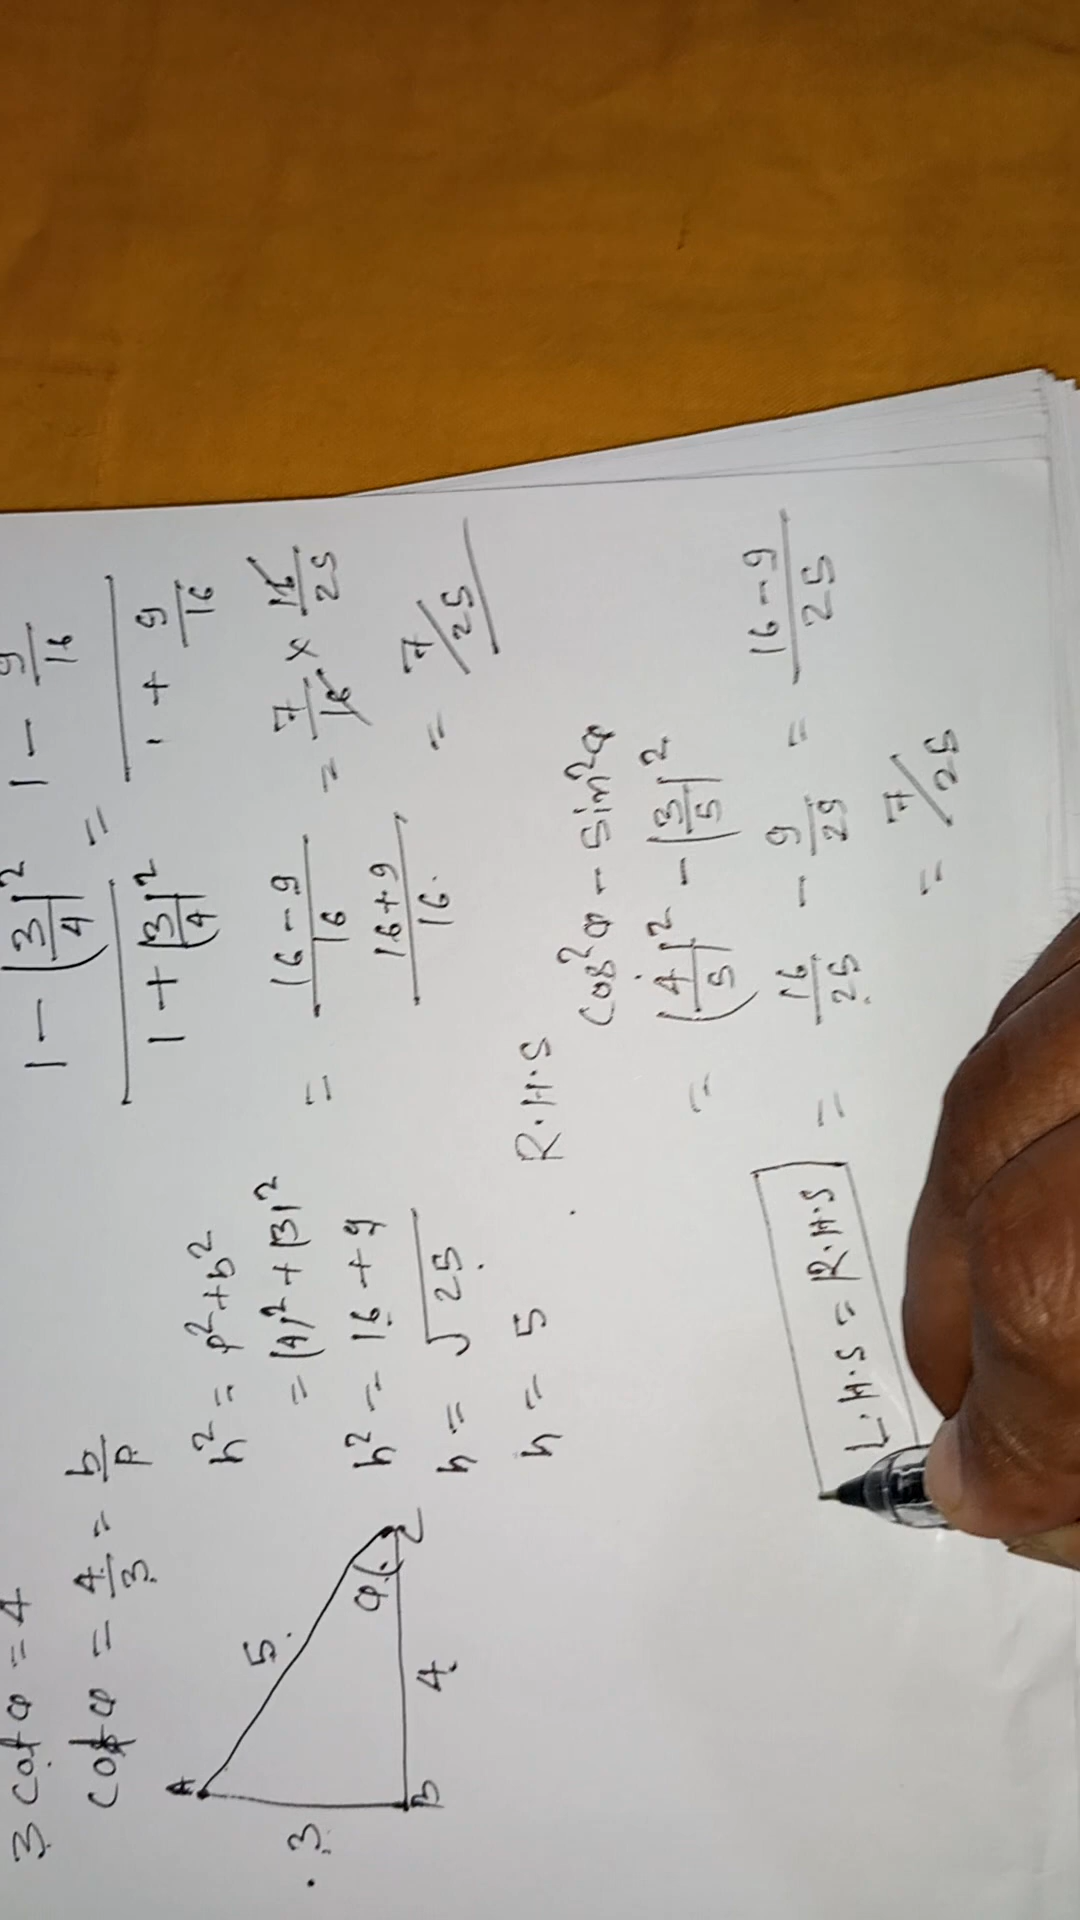 3 cot φ = 4
cot φ = 4/3 = b/p
A
5
3
φ
B
4
C
h² = p² + b²
= (4)² + (3)²
h² = 16 + 9
h = √25
h = 5
1 - (3/4)² / 1 + (3/4)² = 1 - 9/16 / 1 + 9/16
= 16 - 9 / 16 / 16 + 9 / 16 = 7/16 × 16/25
= 7/25
R.H.S
cos²φ - sin²φ
= (4/5)² - (3/5)²
= 16/25 - 9/25 = 16 - 9 / 25
= 7/25
L.H.S = R.H.S